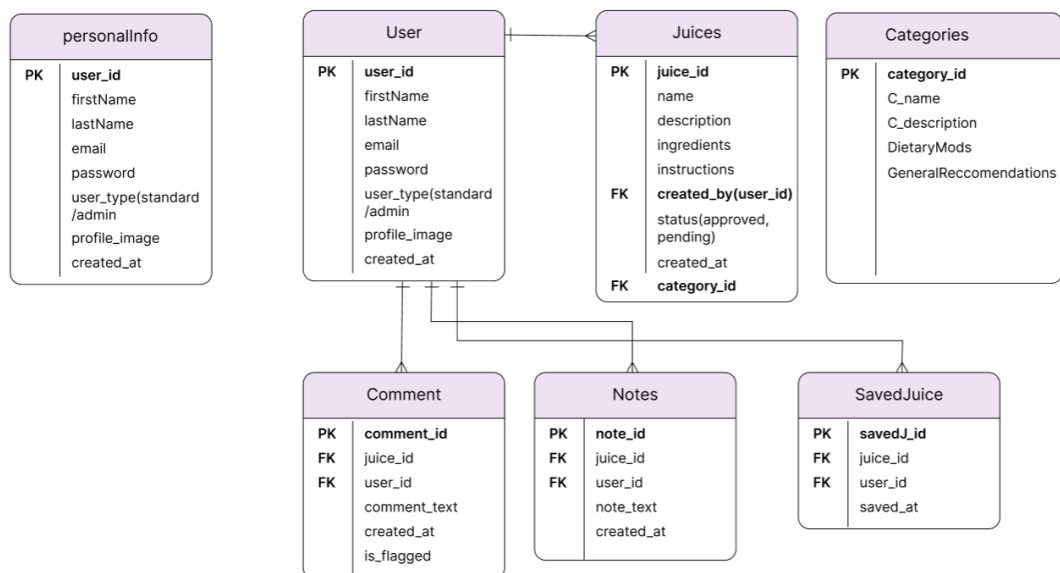 personalInfo
PK user_id
firstName
lastName
email
password
user_type(standard
/admin
profile_image
created_at
User
PK user_id
firstName
lastName
email
password
user_type(standard
/admin
profile_image
created_at
Juices
PK juice_id
name
description
ingredients
instructions
FK created_by(user_id)
status(approved,
pending)
created_at
FK category_id
Categories
PK category_id
C_name
C_description
DietaryMods
GeneralReccomendations
Comment
PK comment_id
FK juice_id
FK user_id
comment_text
created_at
is_flagged
Notes
PK note_id
FK juice_id
FK user_id
note_text
created_at
SavedJuice
PK savedJ_id
FK juice_id
FK user_id
saved_at